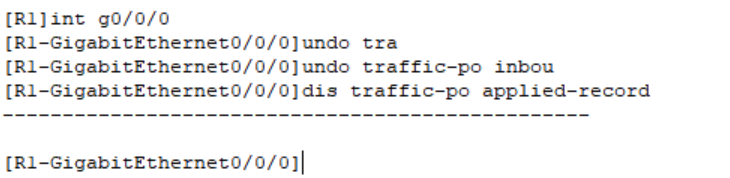 [R1]int g0/0/0
[R1-GigabitEthernet0/0/0]undo tra
[R1-GigabitEthernet0/0/0]undo traffic-po inbou
[R1-GigabitEthernet0/0/0]dis traffic-po applied-record
-------------------------------------------------
[R1-GigabitEthernet0/0/0]